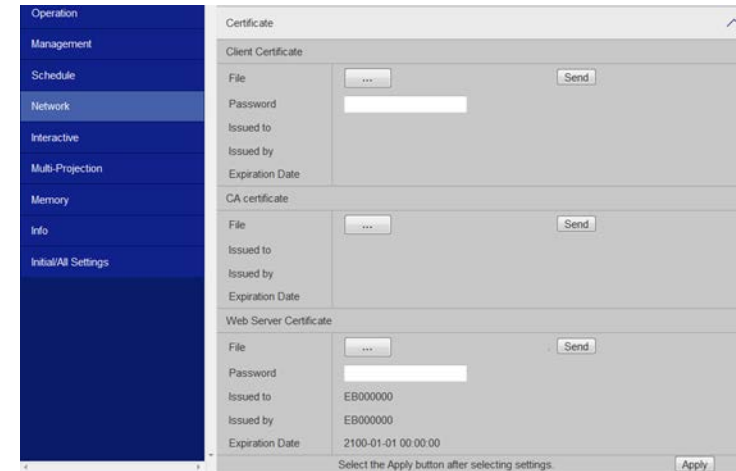 Operation
Management
Schedule
Network
Interactive
Multi-Projection
Memory
Info
Initial/All Settings
Certificate
Client Certificate
File ... Send
Password
Issued to
Issued by
Expiration Date
CA certificate
File ... Send
Issued to
Issued by
Expiration Date
Web Server Certificate
File ... Send
Password
Issued to EB000000
Issued by EB000000
Expiration Date 2100-01-01 00:00:00
Select the Apply button after selecting settings. Apply